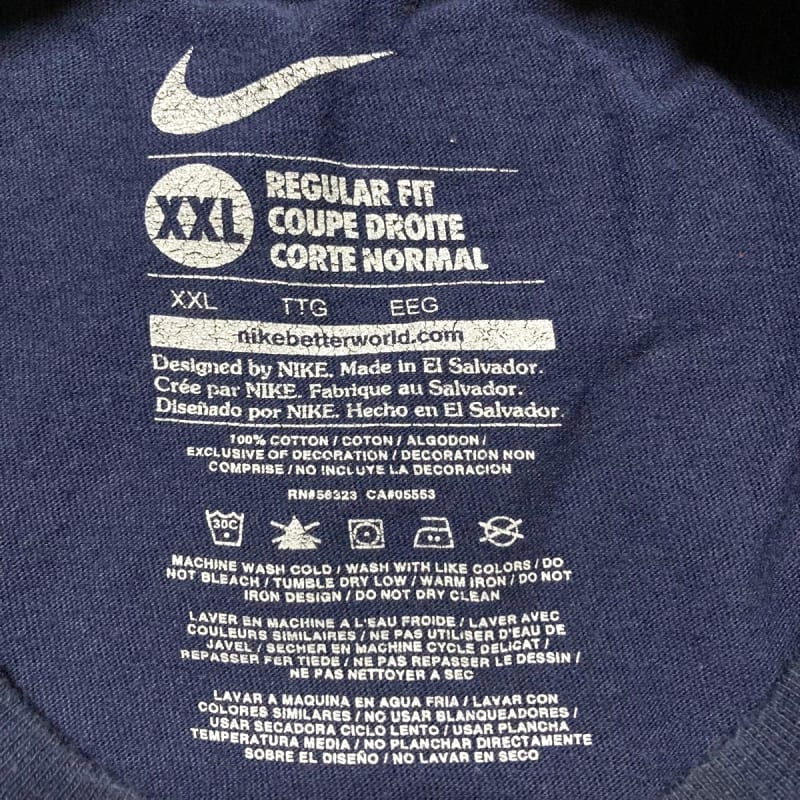 XXL
REGULAR FIT
COUPE DROITE
CORTE NORMAL
XXL TTG EEG
nikebetterworld.com
Designed by NIKE. Made in El Salvador.
Crée par NIKE. Fabrique au Salvador.
Diseñado por NIKE. Hecho en El Salvador.
100% COTTON / COTON / ALGODON /
EXCLUSIVE OF DECORATION / DECORATION NON
COMPRISE / NO INCLUYE LA DECORACION
RN#56323 CA#05553
30C
MACHINE WASH COLD / WASH WITH LIKE COLORS / DO
NOT BLEACH / TUMBLE DRY LOW / WARM IRON / DO NOT
IRON DESIGN / DO NOT DRY CLEAN
LAVER EN MACHINE A L'EAU FROIDE / LAVER AVEC
COULEURS SIMILAIRES / NE PAS UTILISER D'EAU DE
JAVEL / SECHER EN MACHINE CYCLE DELICAT /
REPASSER FER TIEDE / NE PAS REPASSER LE DESSIN /
NE PAS NETTOYER A SEC
LAVAR A MAQUINA EN AGUA FRIA / LAVAR CON
COLORES SIMILARES / NO USAR BLANQUEADORES /
USAR SECADORA CICLO LENTO / USAR PLANCHA
TEMPERATURA MEDIA / NO PLANCHAR DIRECTAMENTE
SOBRE EL DISEÑO / NO LAVAR EN SECO